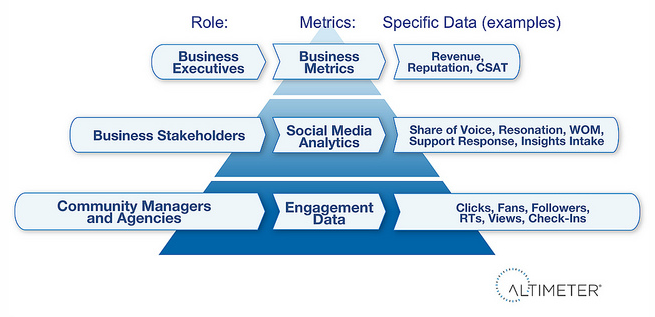 Role: Metrics: Specific Data (examples)
Business
Executives
Business
Metrics
Revenue,
Reputation, CSAT
Business Stakeholders
Social Media
Analytics
Share of Voice, Resonation, WOM,
Support Response, Insights Intake
Community Managers
and Agencies
Engagement
Data
Clicks, Fans, Followers,
RTs, Views, Check-Ins
ALTIMETER®